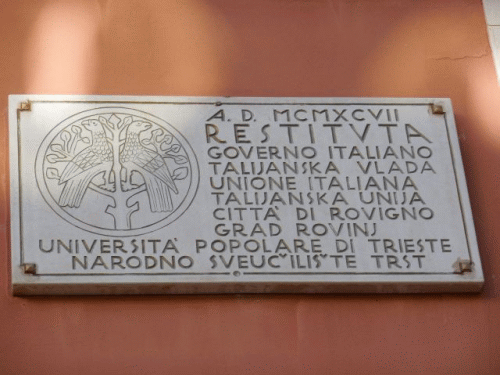 A. D. MCMXCVII
RESTITVTA
GOVERNO ITALIANO
TALIJANSKA VLADA
UNIONE ITALIANA
TALIJANSKA UNIJA
CITTÀ DI ROVIGNO
GRAD ROVINJ
UNIVERSITÀ POPOLARE DI TRIESTE
NARODNO SVEUČILIŠTE TRST